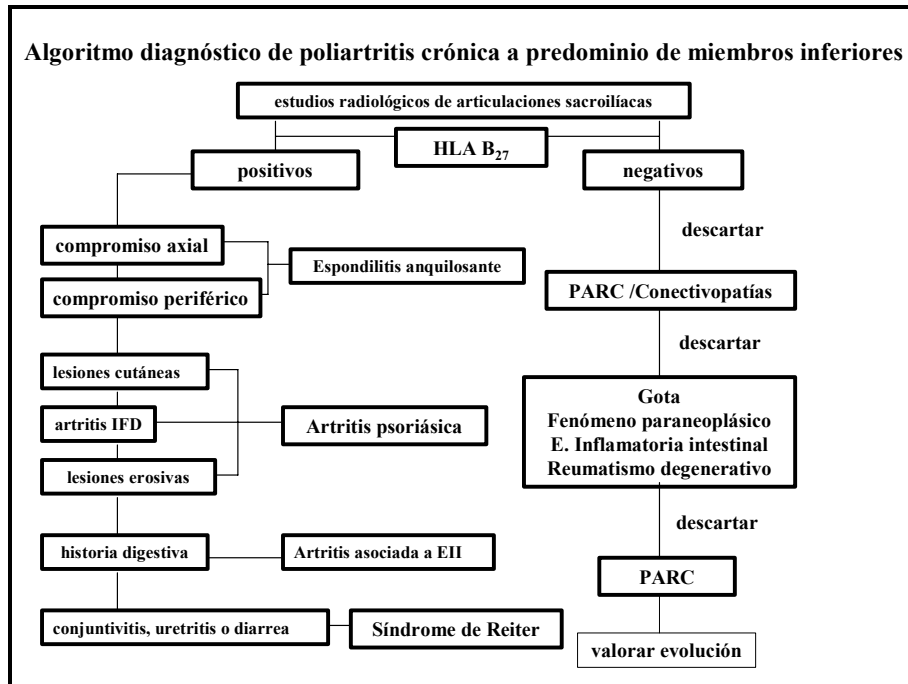 Algoritmo diagnóstico de poliartritis crónica a predominio de miembros inferiores
estudios radiológicos de articulaciones sacroilíacas
HLA B₂₇
positivos
negativos
compromiso axial
compromiso periférico
Espondilitis anquilosante
lesiones cutáneas
artritis IFD
lesiones erosivas
Artritis psoriásica
historia digestiva
Artritis asociada a EII
conjuntivitis, uretritis o diarrea
Síndrome de Reiter
descartar
PARC /Conectivopatías
descartar
Gota
Fenómeno paraneoplásico
E. Inflamatoria intestinal
Reumatismo degenerativo
descartar
PARC
valorar evolución